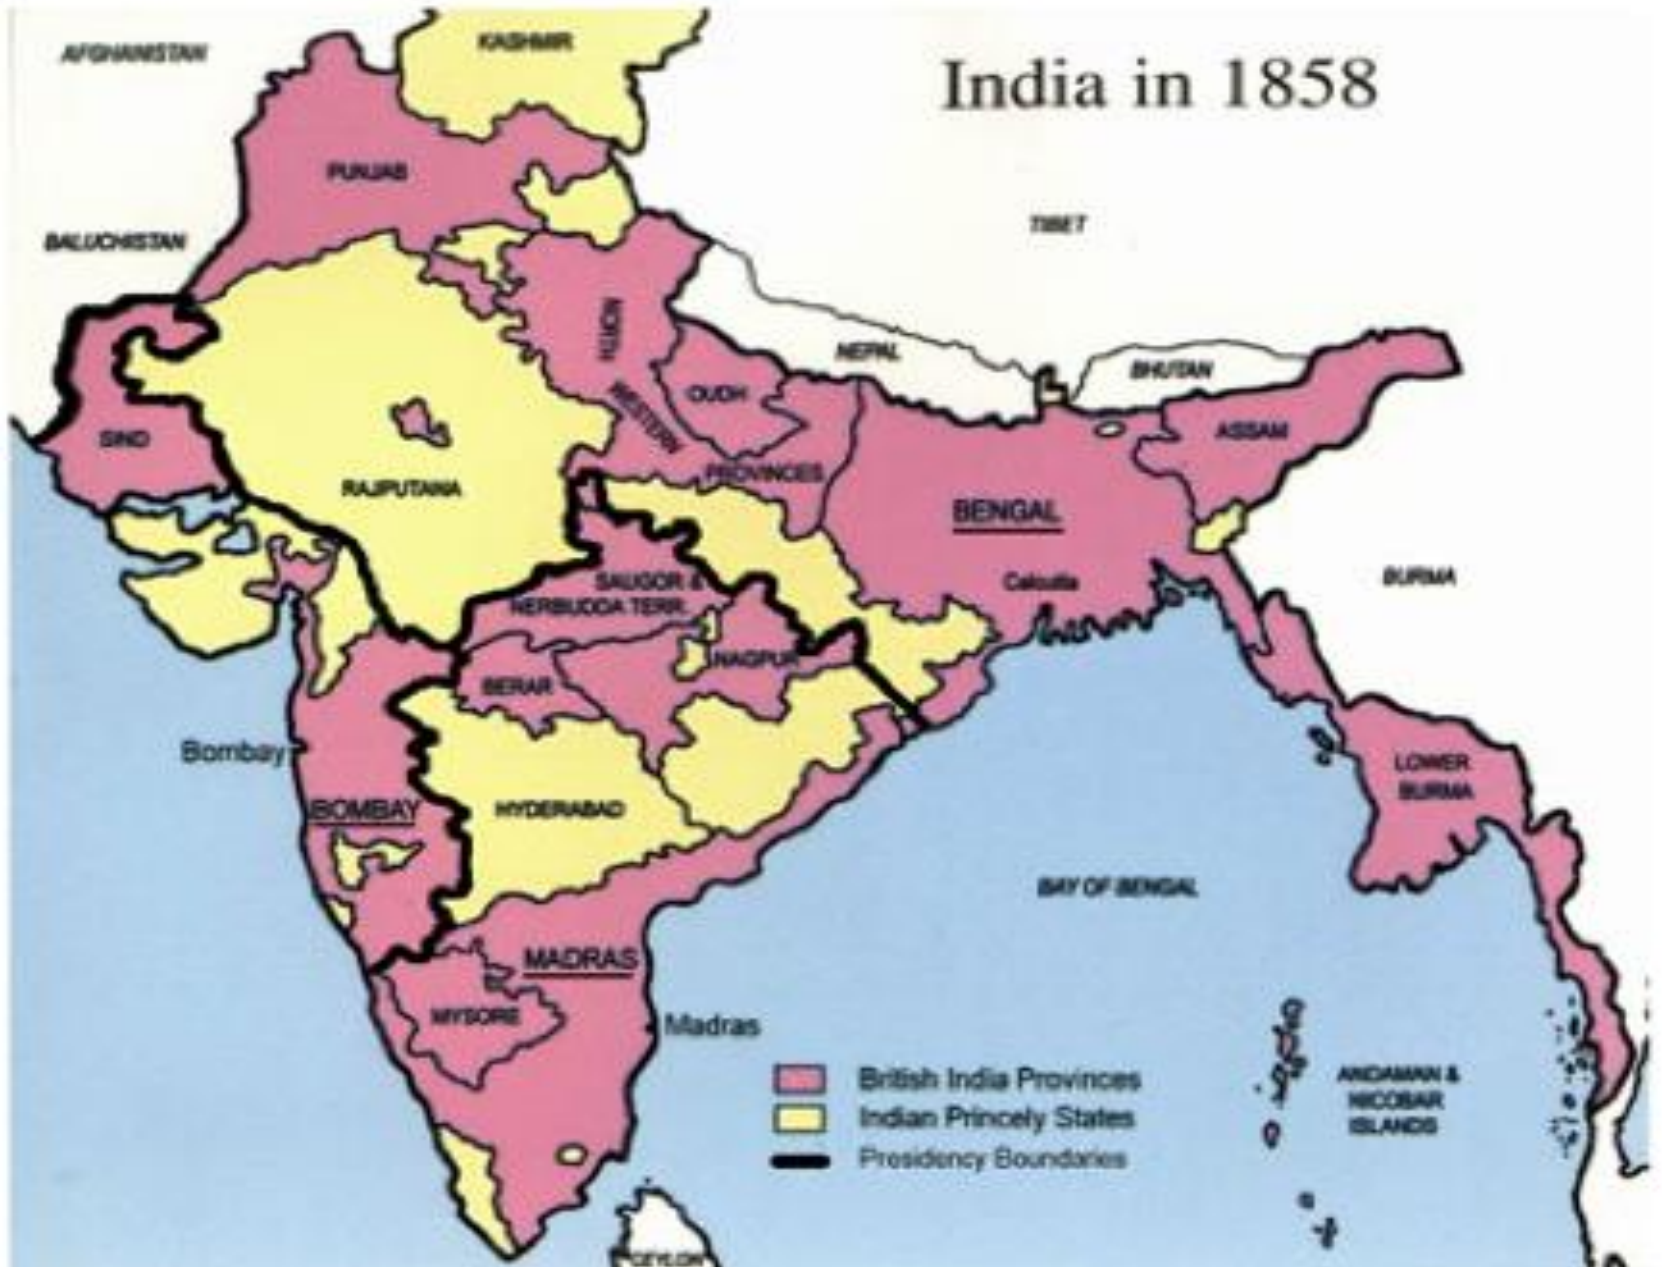 India in 1858
AFGHANISTAN
KASHMIR
PUNJAB
BALUCHISTAN
TIBET
NORTH
WESTERN
PROVINCES
NEPAL
BHUTAN
OUDH
ASSAM
SIND
RAJPUTANA
BENGAL
Calcutta
BURMA
SAUGOR &
NERBUDDA TERR.
NAGPUR
BERAR
Bombay
BOMBAY
HYDERABAD
LOWER
BURMA
BAY OF BENGAL
MADRAS
MYSORE
Madras
British India Provinces
Indian Princely States
Presidency Boundaries
ANDAMAN &
NICOBAR
ISLANDS
CEYLON